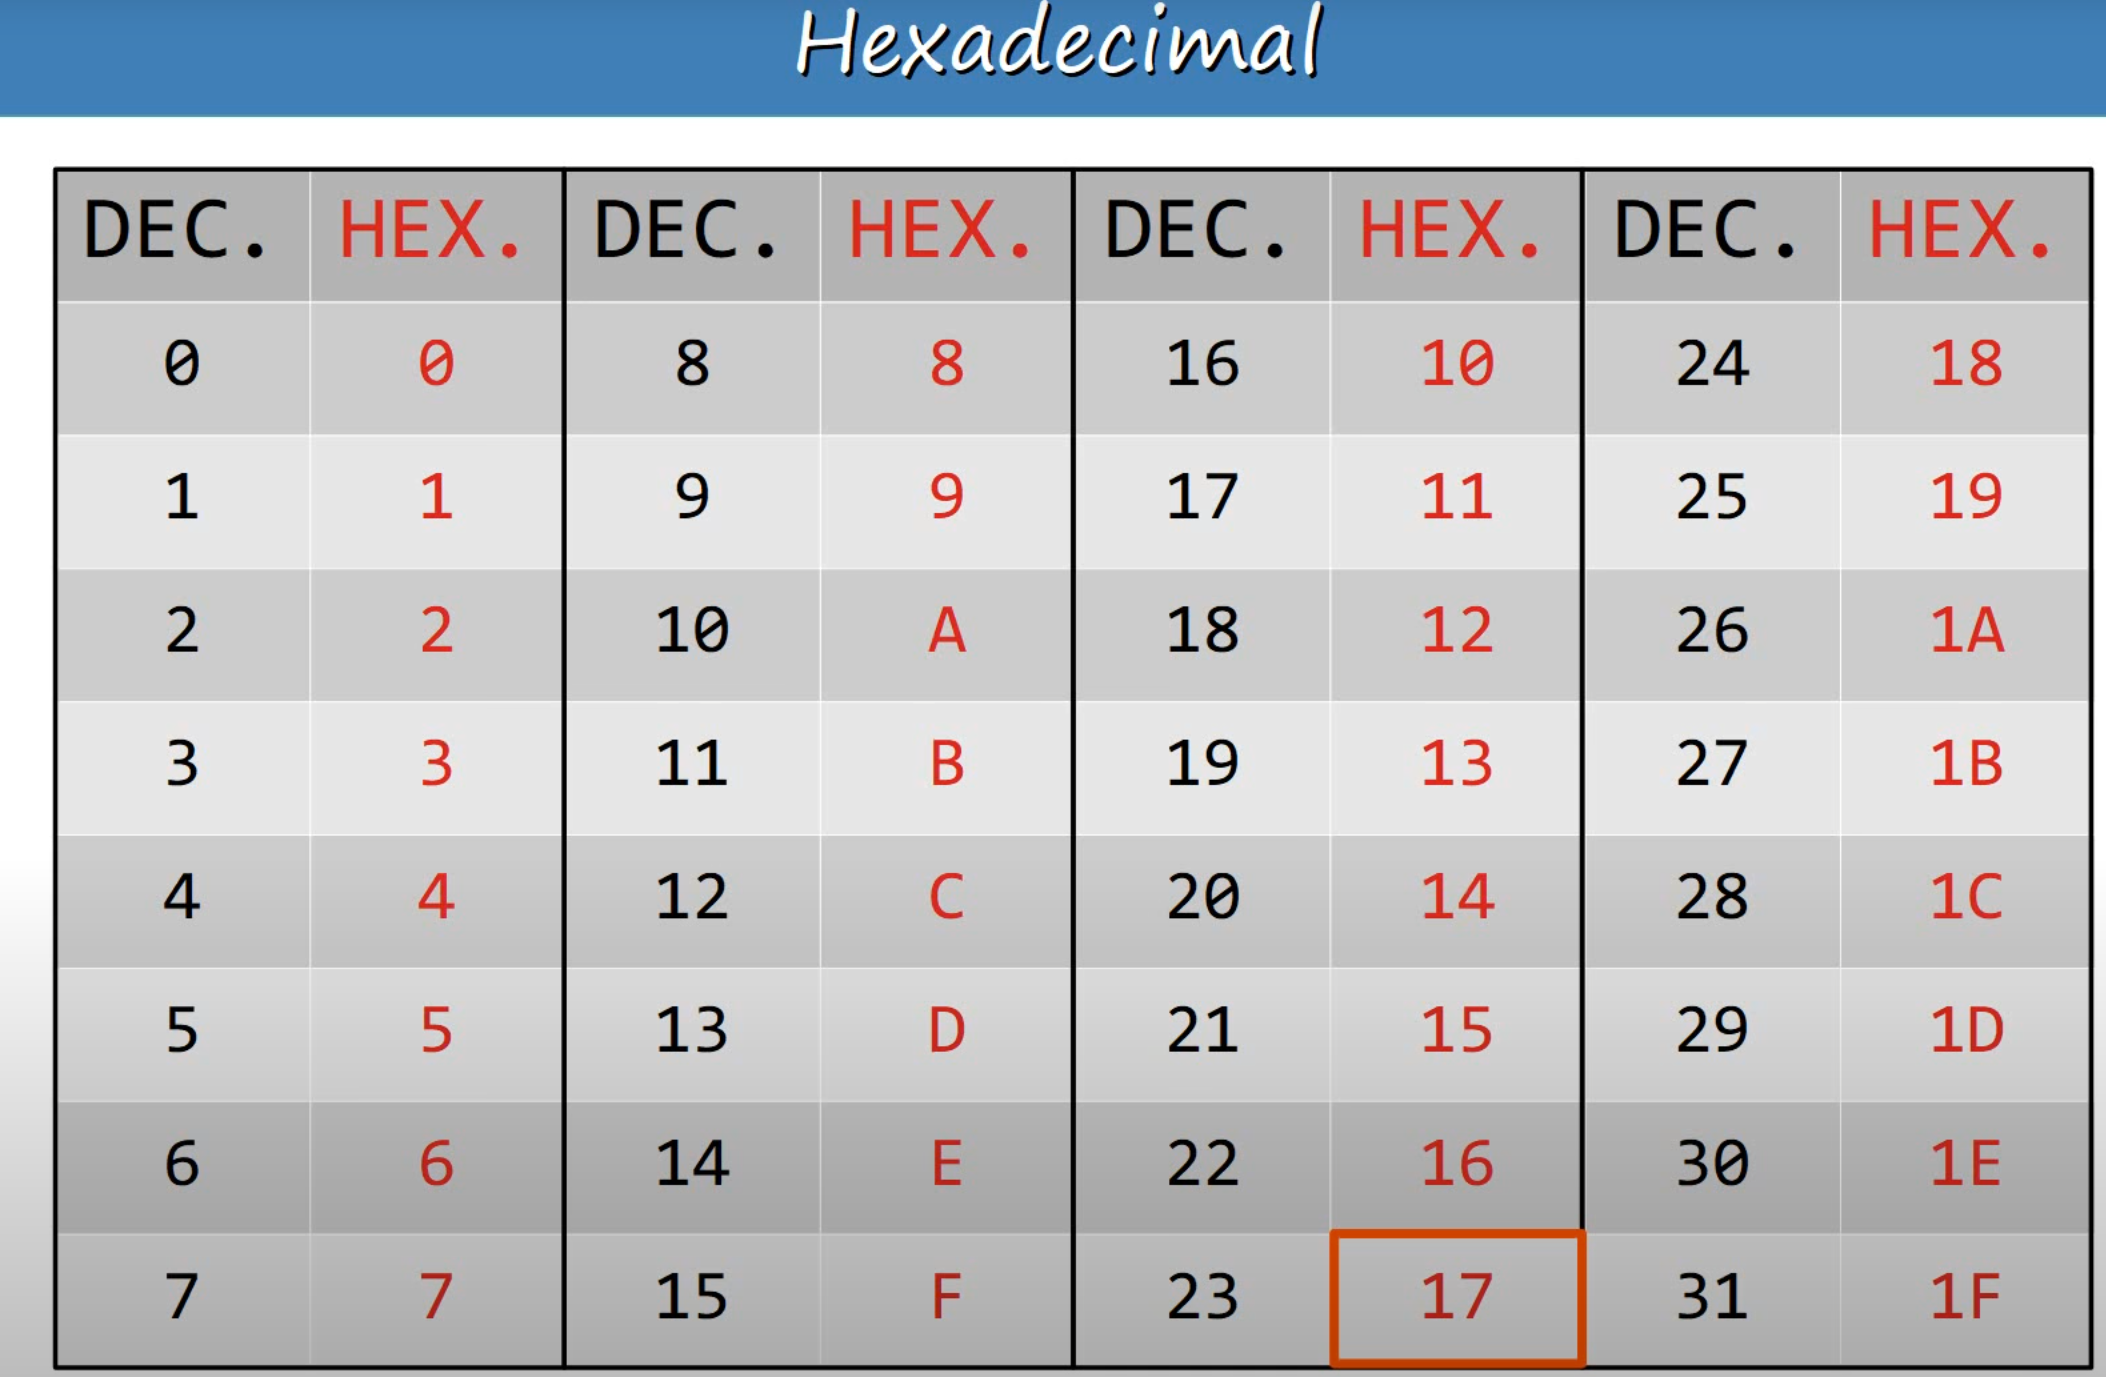 Hexadecimal
DEC. HEX. DEC. HEX. DEC. HEX. DEC. HEX.
0 0 8 8 16 10 24 18
1 1 9 9 17 11 25 19
2 2 10 A 18 12 26 1A
3 3 11 B 19 13 27 1B
4 4 12 C 20 14 28 1C
5 5 13 D 21 15 29 1D
6 6 14 E 22 16 30 1E
7 7 15 F 23 17 31 1F